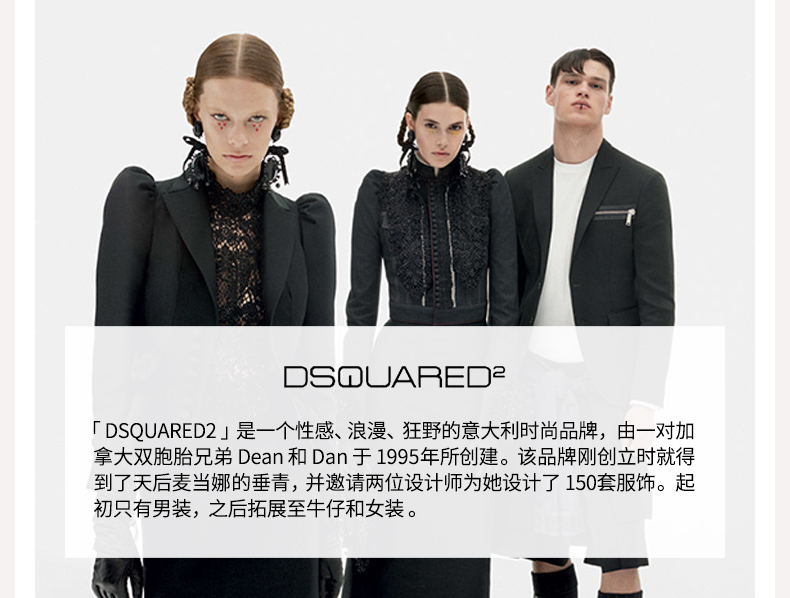 DSQUARED2
「DSQUARED2」是一个性感、浪漫、狂野的意大利时尚品牌，由一对加
拿大双胞胎兄弟 Dean 和 Dan 于 1995年所创建。该品牌刚创立时就得
到了天后麦当娜的垂青，并邀请两位设计师为她设计了 150套服饰。起
初只有男装，之后拓展至牛仔和女装 。